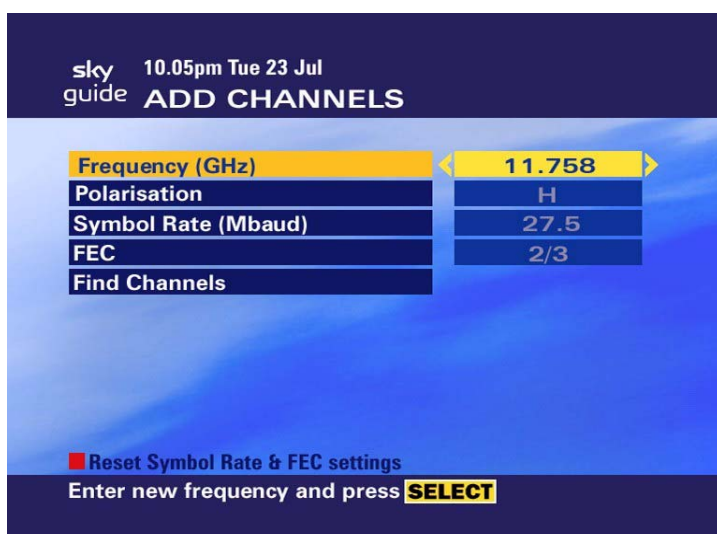 sky 10.05pm Tue 23 Jul
guide ADD CHANNELS
Frequency (GHz) 11.758
Polarisation H
Symbol Rate (Mbaud) 27.5
FEC 2/3
Find Channels
Reset Symbol Rate & FEC settings
Enter new frequency and press SELECT